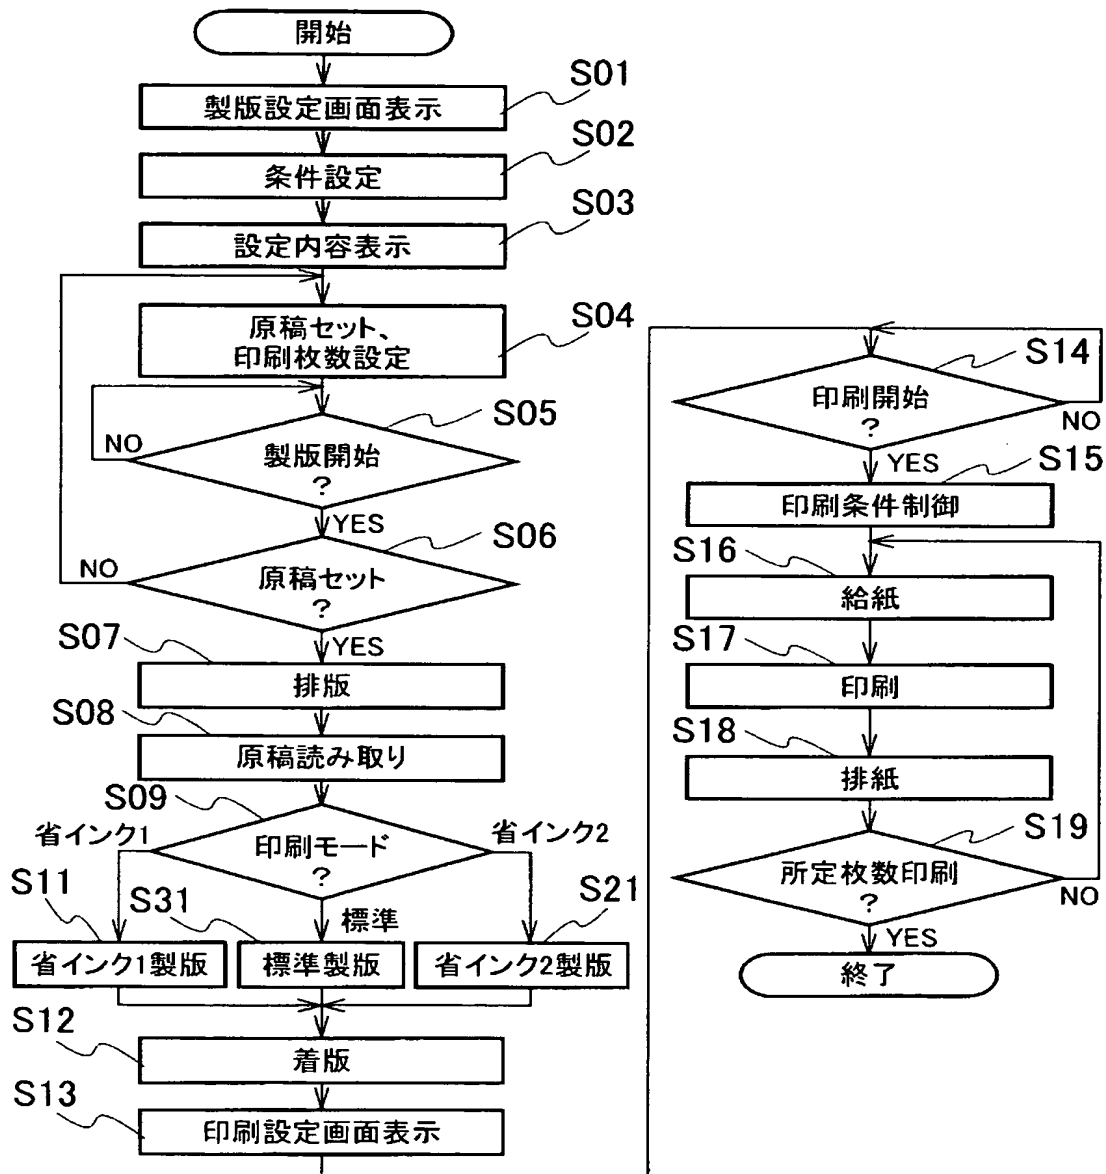 開始
S01
製版設定画面表示
S02
条件設定
S03
設定内容表示
S04
原稿セット、
印刷枚数設定
S05
製版開始
?
NO
YES
S06
原稿セット
?
NO
YES
S07
排版
S08
原稿読み取り
S09
印刷モード
?
省インク1
標準
省インク2
S11
省インク1製版
S31
標準製版
S21
省インク2製版
S12
着版
S13
印刷設定画面表示
S14
印刷開始
?
NO
YES
S15
印刷条件制御
S16
給紙
S17
印刷
S18
排紙
S19
所定枚数印刷
?
NO
YES
終了